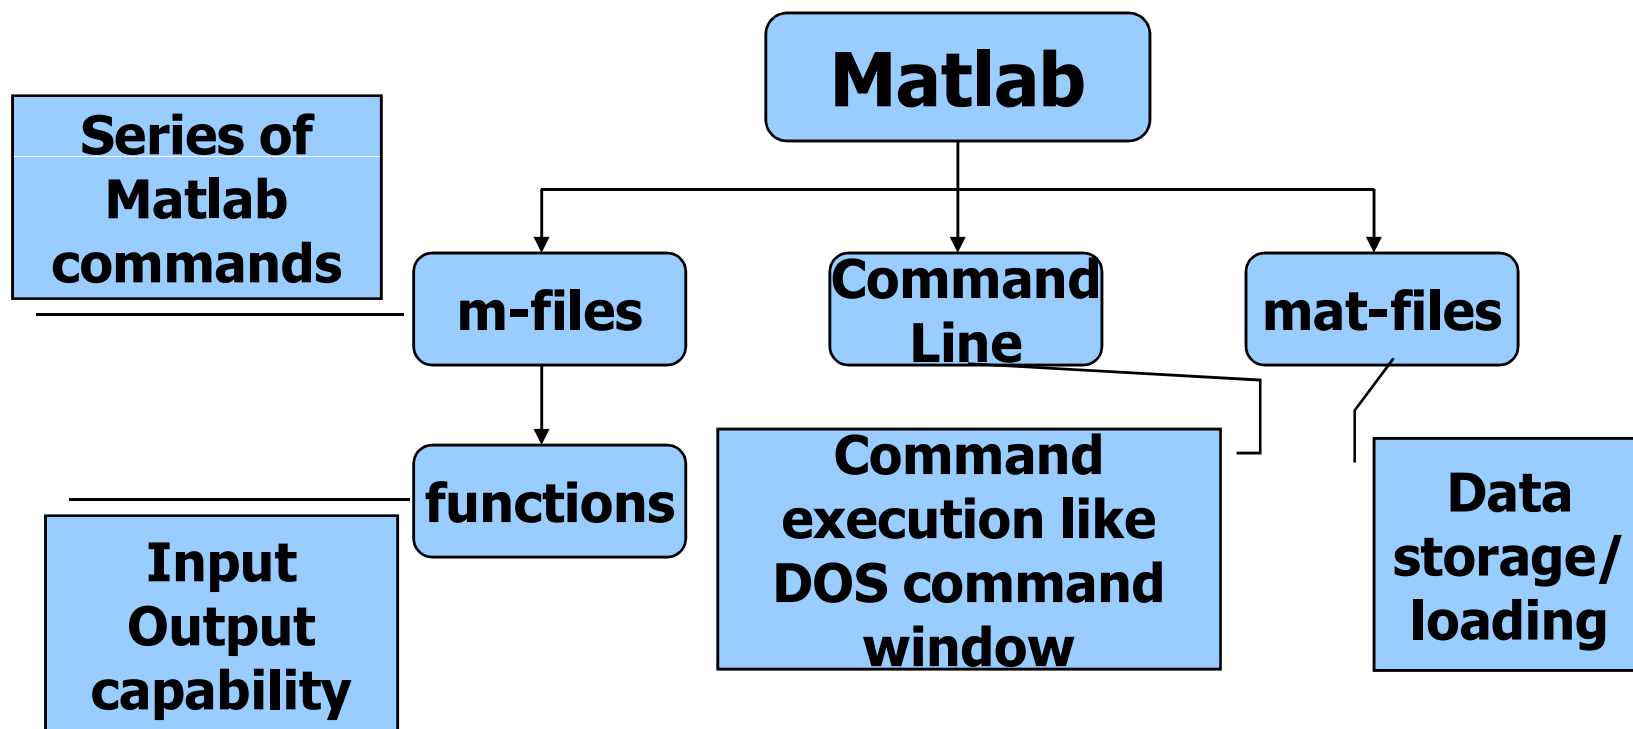 Matlab
Series of
Matlab
commands
m-files
Command
Line
mat-files
functions
Command
execution like
DOS command
window
Data
storage/
loading
Input
Output
capability